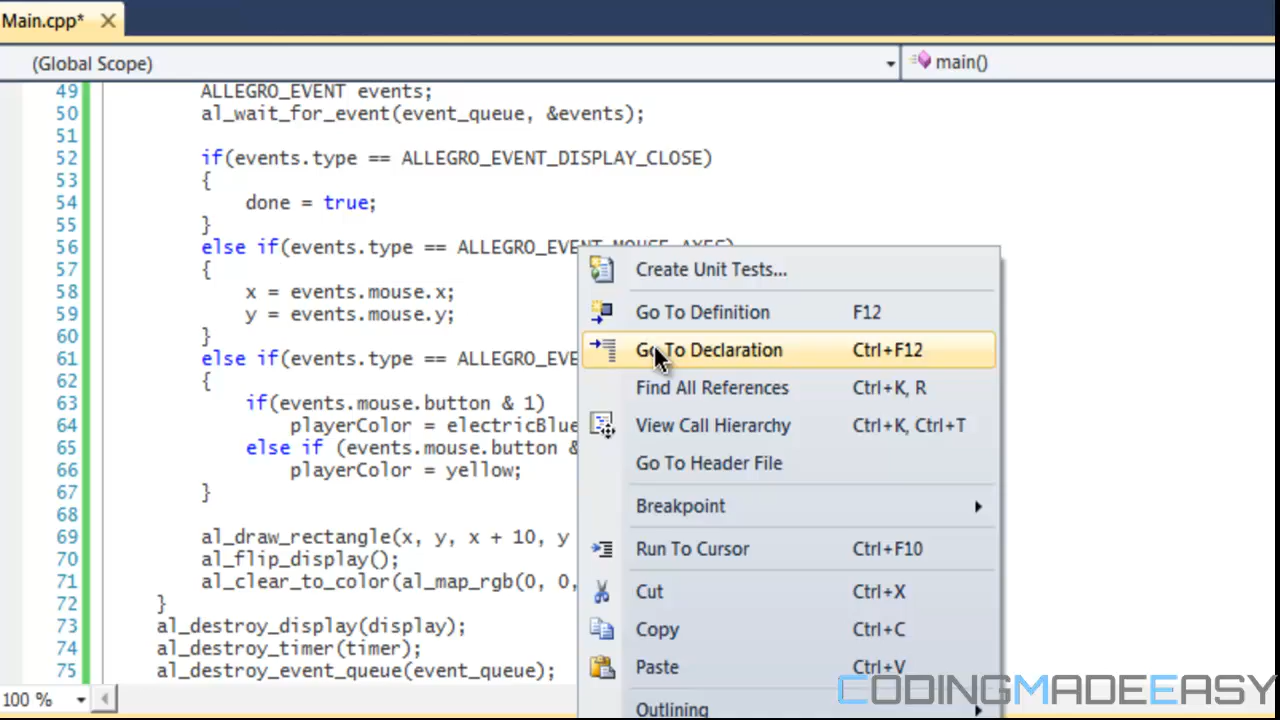 Main.cpp*
(Global Scope)
main()
49 ALLEGRO_EVENT events;
50 al_wait_for_event(event_queue, &events);
51
52 if(events.type == ALLEGRO_EVENT_DISPLAY_CLOSE)
53 {
54 done = true;
55 }
56 else if(events.type == ALLEGRO_EVENT_MOUSE_AXES)
57 {
58 x = events.mouse.x;
59 y = events.mouse.y;
60 }
61 else if(events.type == ALLEGRO_EVE
62 {
63 if(events.mouse.button & 1)
64 playerColor = electricBlue
65 else if (events.mouse.button &
66 playerColor = yellow;
67 }
68
69 al_draw_rectangle(x, y, x + 10, y
70 al_flip_display();
71 al_clear_to_color(al_map_rgb(0, 0,
72 }
73 al_destroy_display(display);
74 al_destroy_timer(timer);
75 al_destroy_event_queue(event_queue);
100 %
Create Unit Tests...
Go To Definition F12
Go To Declaration Ctrl+F12
Find All References Ctrl+K, R
View Call Hierarchy Ctrl+K, Ctrl+T
Go To Header File
Breakpoint
Run To Cursor Ctrl+F10
Cut Ctrl+X
Copy Ctrl+C
Paste Ctrl+V
Outlining
CODINGMADEEASY